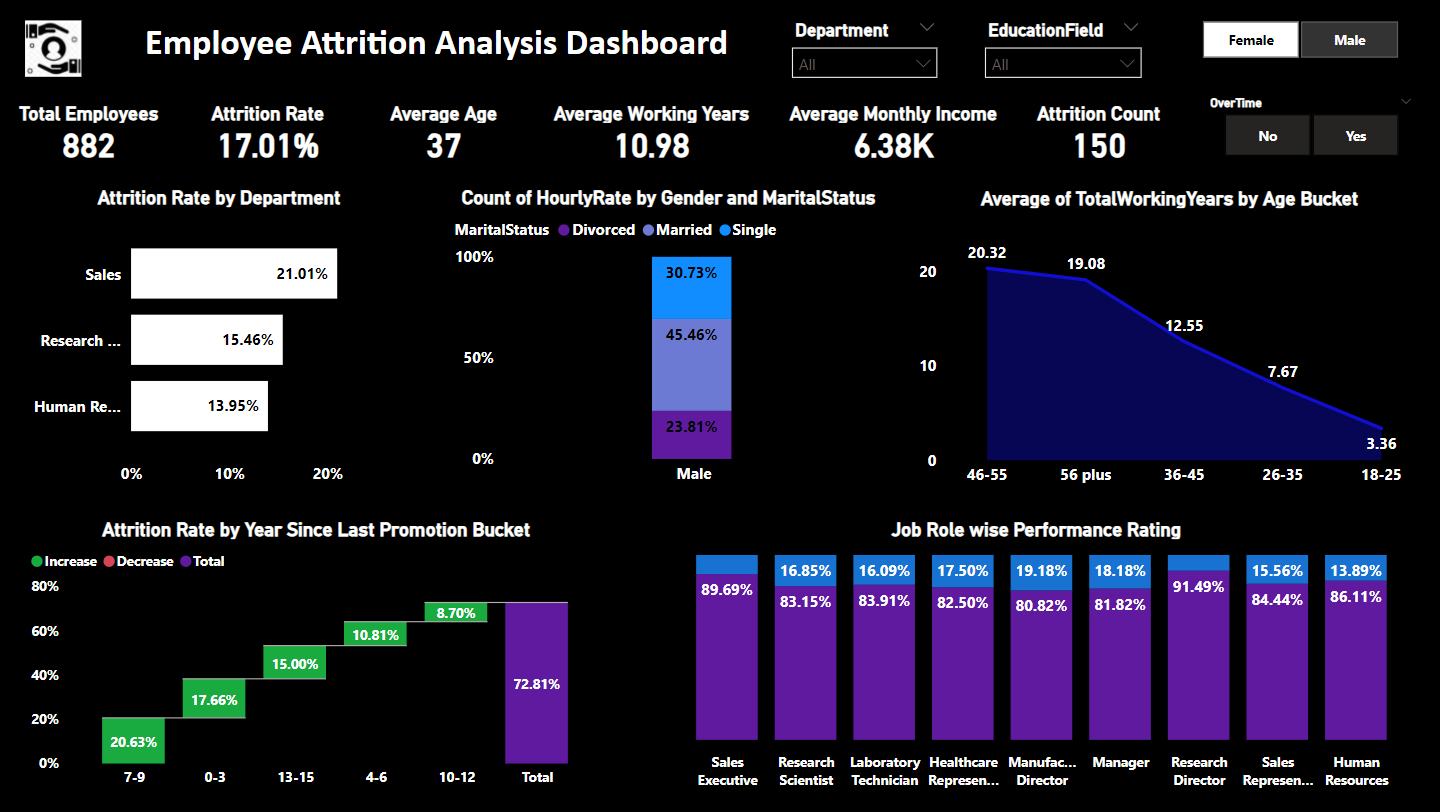 Employee Attrition Analysis Dashboard
Department
All
EducationField
All
Female
Male
Total Employees
882
Attrition Rate
17.01%
Average Age
37
Average Working Years
10.98
Average Monthly Income
6.38K
Attrition Count
150
OverTime
No
Yes
Attrition Rate by Department
Sales
21.01%
Research ...
15.46%
Human Re...
13.95%
0%
10%
20%
Count of HourlyRate by Gender and MaritalStatus
MaritalStatus Divorced Married Single
100%
50%
0%
30.73%
45.46%
23.81%
Male
Average of TotalWorkingYears by Age Bucket
20
10
0
20.32
19.08
12.55
7.67
3.36
46-55
56 plus
36-45
26-35
18-25
Attrition Rate by Year Since Last Promotion Bucket
Increase Decrease Total
80%
60%
40%
20%
0%
20.63%
17.66%
15.00%
10.81%
8.70%
72.81%
7-9
0-3
13-15
4-6
10-12
Total
Job Role wise Performance Rating
16.85%
16.09%
17.50%
19.18%
18.18%
15.56%
13.89%
89.69%
83.15%
83.91%
82.50%
80.82%
81.82%
91.49%
84.44%
86.11%
Sales
Executive
Research
Scientist
Laboratory
Technician
Healthcare
Represen...
Manufac...
Director
Manager
Research
Director
Sales
Represen...
Human
Resources